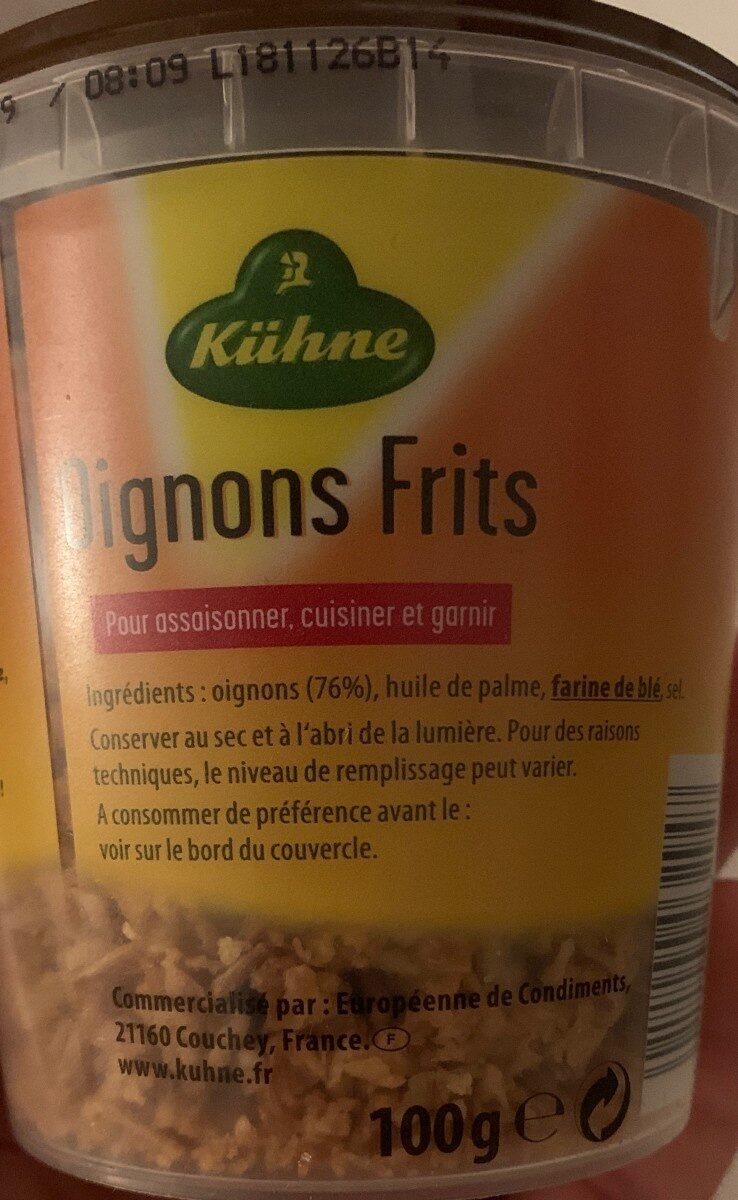 9 / 08:09 L181126B14
Kühne
Oignons Frits
Pour assaisonner, cuisiner et garnir
Ingrédients : oignons (76%), huile de palme, farine de blé, sel.
Conserver au sec et à l'abri de la lumière. Pour des raisons
techniques, le niveau de remplissage peut varier.
A consommer de préférence avant le :
voir sur le bord du couvercle.
Commercialisé par : Européenne de Condiments,
21160 Couchey, France. F
www.kuhne.fr
100g e